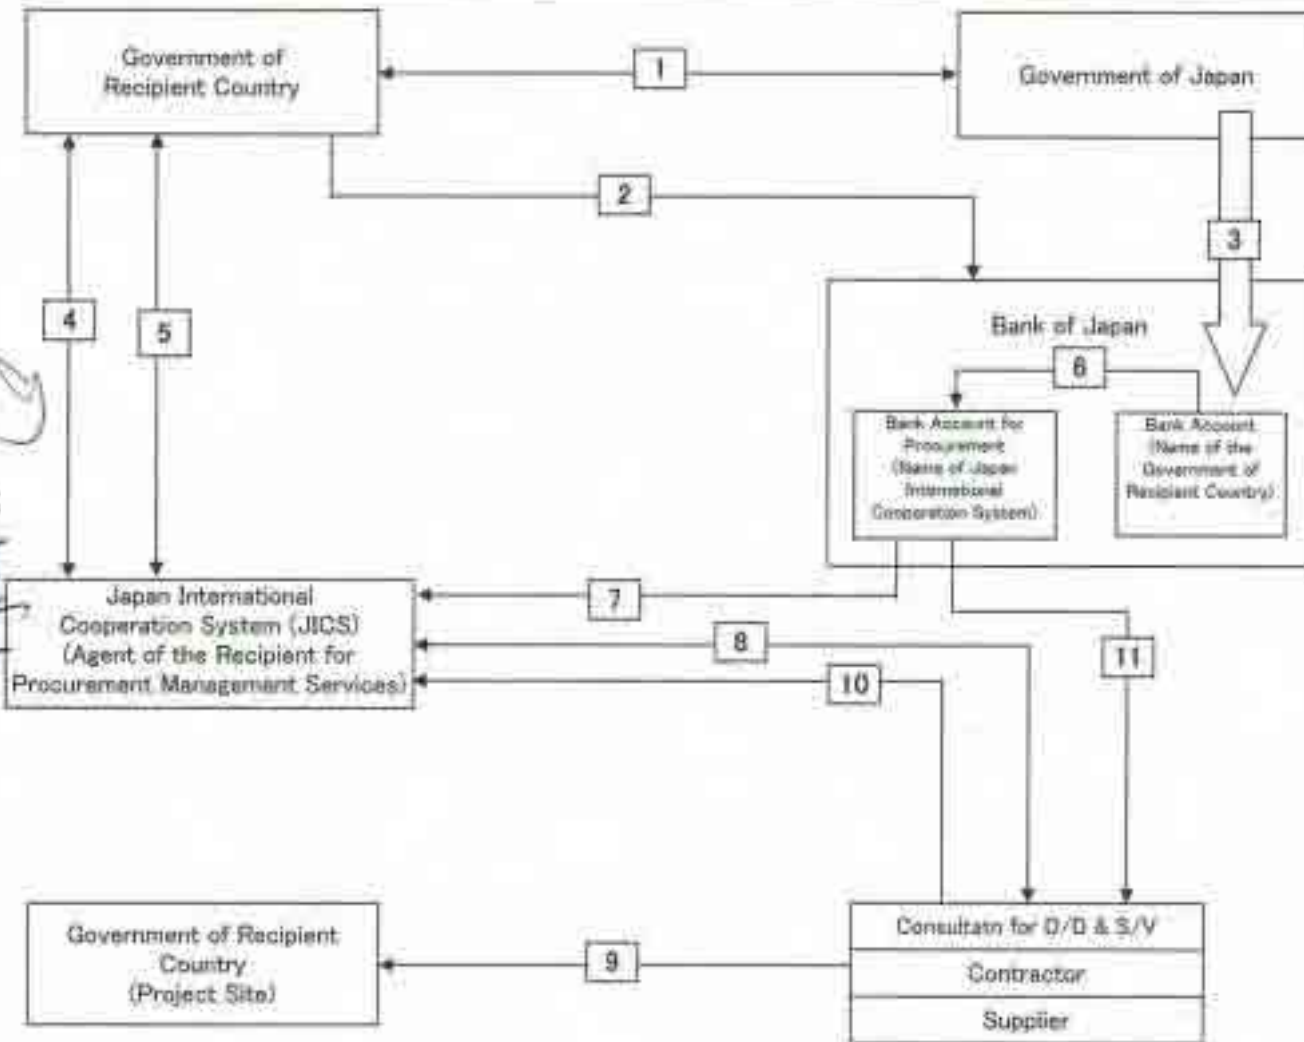 Government of
Recipient Country
1
Government of Japan
2
3
4
5
Bank of Japan
6
Bank Account for
Procurement
(Name of Japan
International
Cooperation System)
Bank Account
(Name of the
Government of
Recipient Country)
7
Japan International
Cooperation System (JICS)
(Agent of the Recipient for
Procurement Management Services)
8
10
11
Government of Recipient
Country
(Project Site)
9
Consultatn for D/D & S/V
Contractor
Supplier